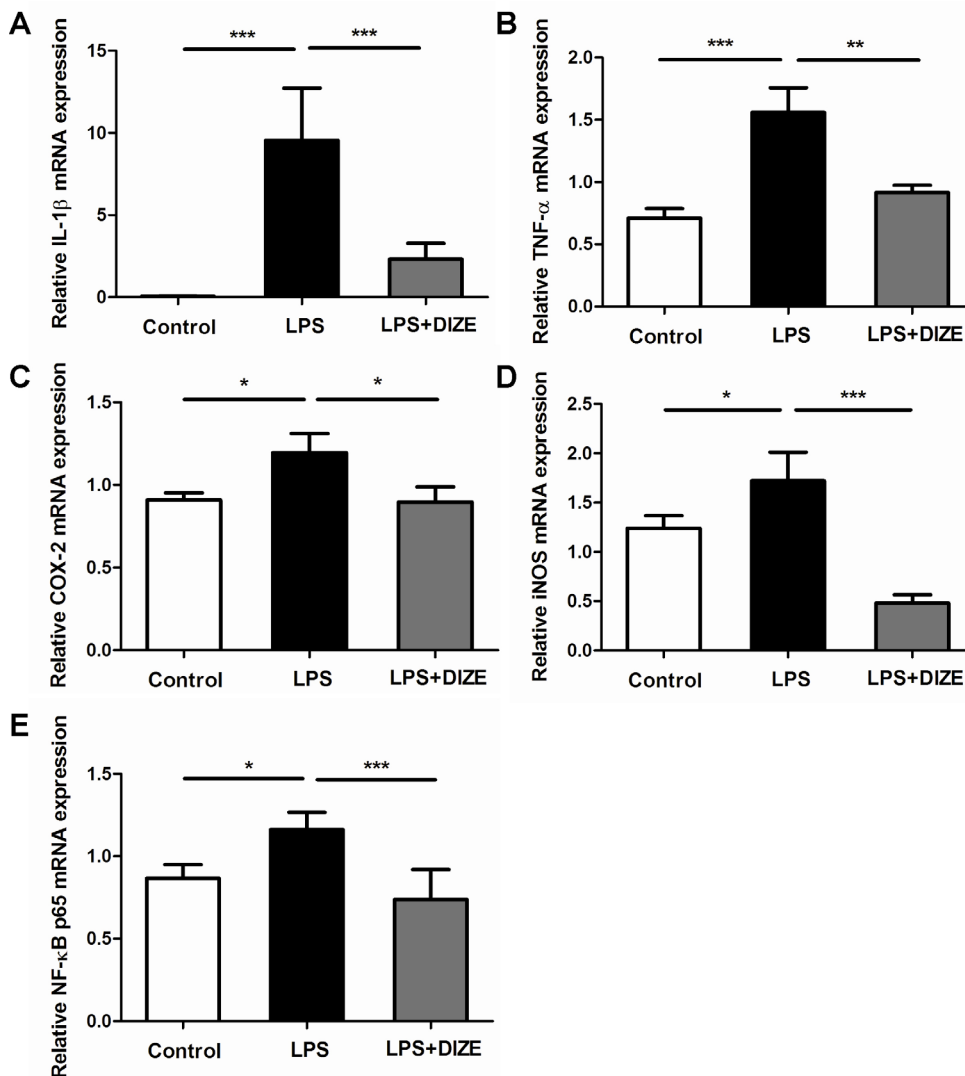 A
Relative IL-1β mRNA expression
15
10
5
0
*** ***
Control LPS LPS+DIZE
B
Relative TNF-α mRNA expression
2.0
1.5
1.0
0.5
0.0
*** **
Control LPS LPS+DIZE
C
Relative COX-2 mRNA expression
1.5
1.0
0.5
0.0
* *
Control LPS LPS+DIZE
D
Relative iNOS mRNA expression
2.5
2.0
1.5
1.0
0.5
0.0
* ***
Control LPS LPS+DIZE
E
Relative NF-κB p65 mRNA expression
1.5
1.0
0.5
0.0
* ***
Control LPS LPS+DIZE